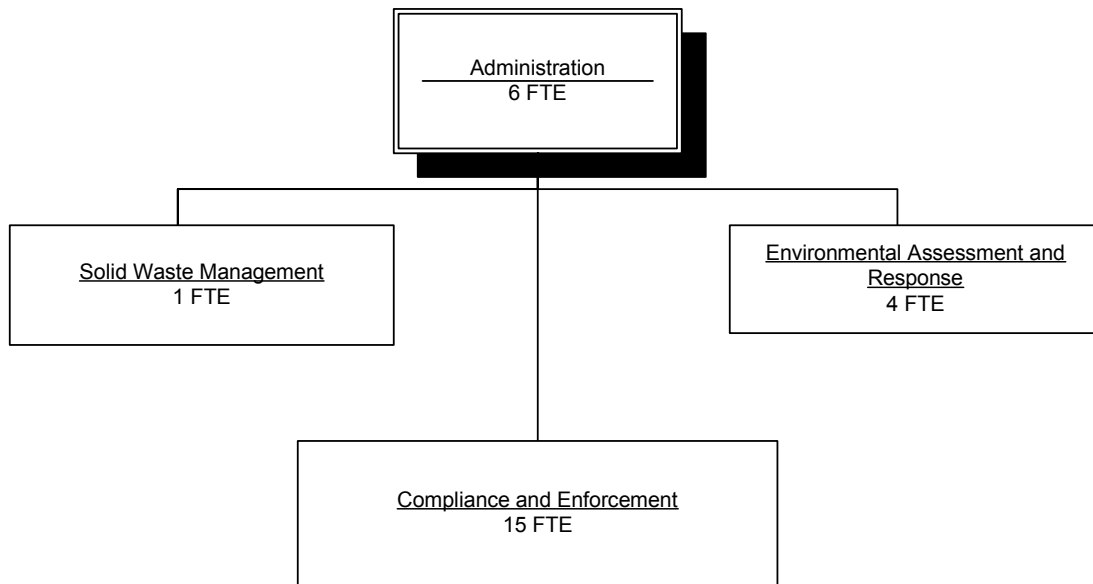 Administration
6 FTE
Solid Waste Management
1 FTE
Environmental Assessment and
Response
4 FTE
Compliance and Enforcement
15 FTE